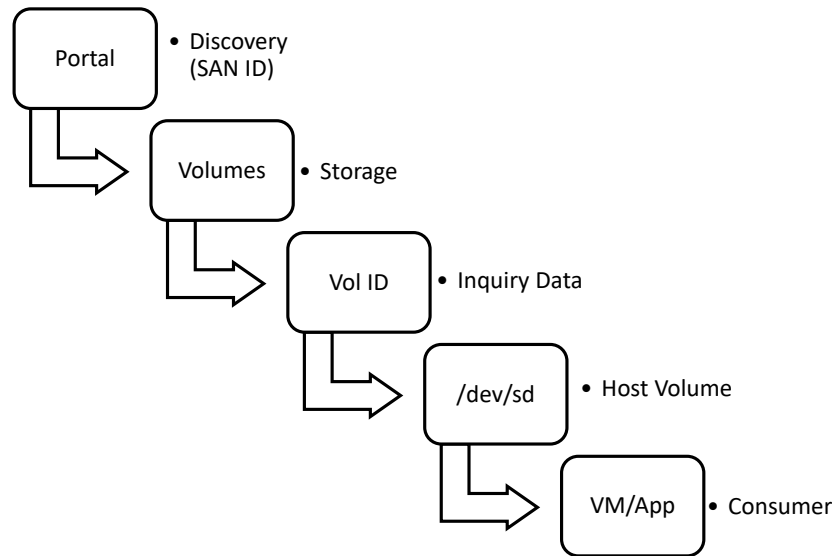 Portal
• Discovery
(SAN ID)
Volumes
• Storage
Vol ID
• Inquiry Data
/dev/sd
• Host Volume
VM/App
• Consumer